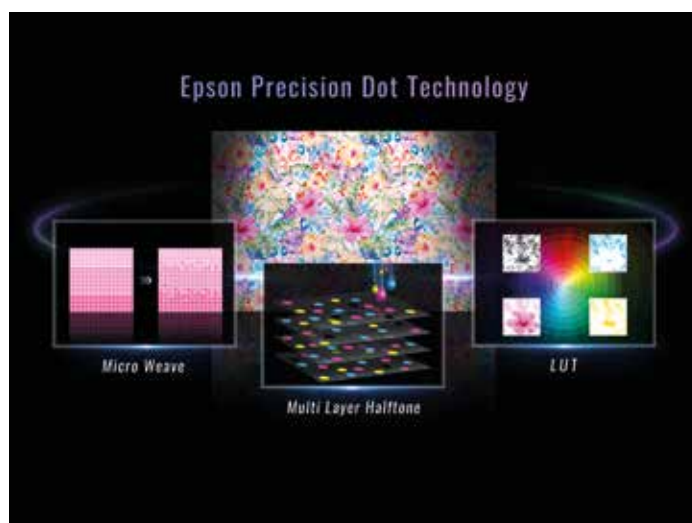 Epson Precision Dot Technology
Micro Weave
Multi Layer Halftone
LUT